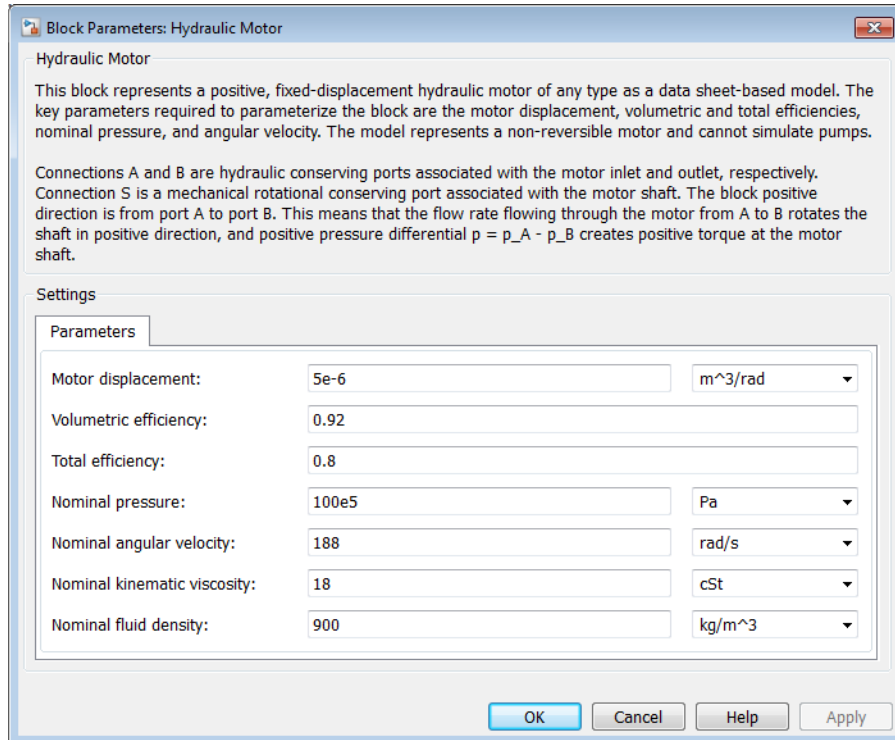 Block Parameters: Hydraulic Motor
Hydraulic Motor
This block represents a positive, fixed-displacement hydraulic motor of any type as a data sheet-based model. The
key parameters required to parameterize the block are the motor displacement, volumetric and total efficiencies,
nominal pressure, and angular velocity. The model represents a non-reversible motor and cannot simulate pumps.
Connections A and B are hydraulic conserving ports associated with the motor inlet and outlet, respectively.
Connection S is a mechanical rotational conserving port associated with the motor shaft. The block positive
direction is from port A to port B. This means that the flow rate flowing through the motor from A to B rotates the
shaft in positive direction, and positive pressure differential p = p_A - p_B creates positive torque at the motor
shaft.
Settings
Parameters
Motor displacement: 5e-6 m^3/rad
Volumetric efficiency: 0.92
Total efficiency: 0.8
Nominal pressure: 100e5 Pa
Nominal angular velocity: 188 rad/s
Nominal kinematic viscosity: 18 cSt
Nominal fluid density: 900 kg/m^3
OK Cancel Help Apply